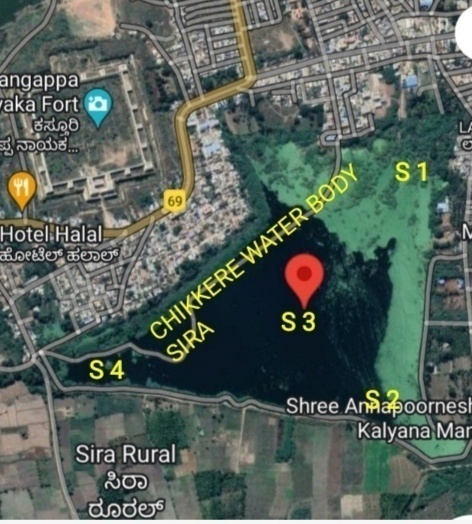 angappa
yaka Fort
ಕಸ್ತೂರಿ
ಪ್ಪ ನಾಯಕ...
69
Hotel Halal
ಹೋಟೆಲ್ ಹಲಾಲ್
S 1
CHIKKERE WATER BODY
SIRA
S 3
S 4
S 2
Shree Annapoornesh
Kalyana Man
Sira Rural
ಸಿರಾ
ರೂರಲ್